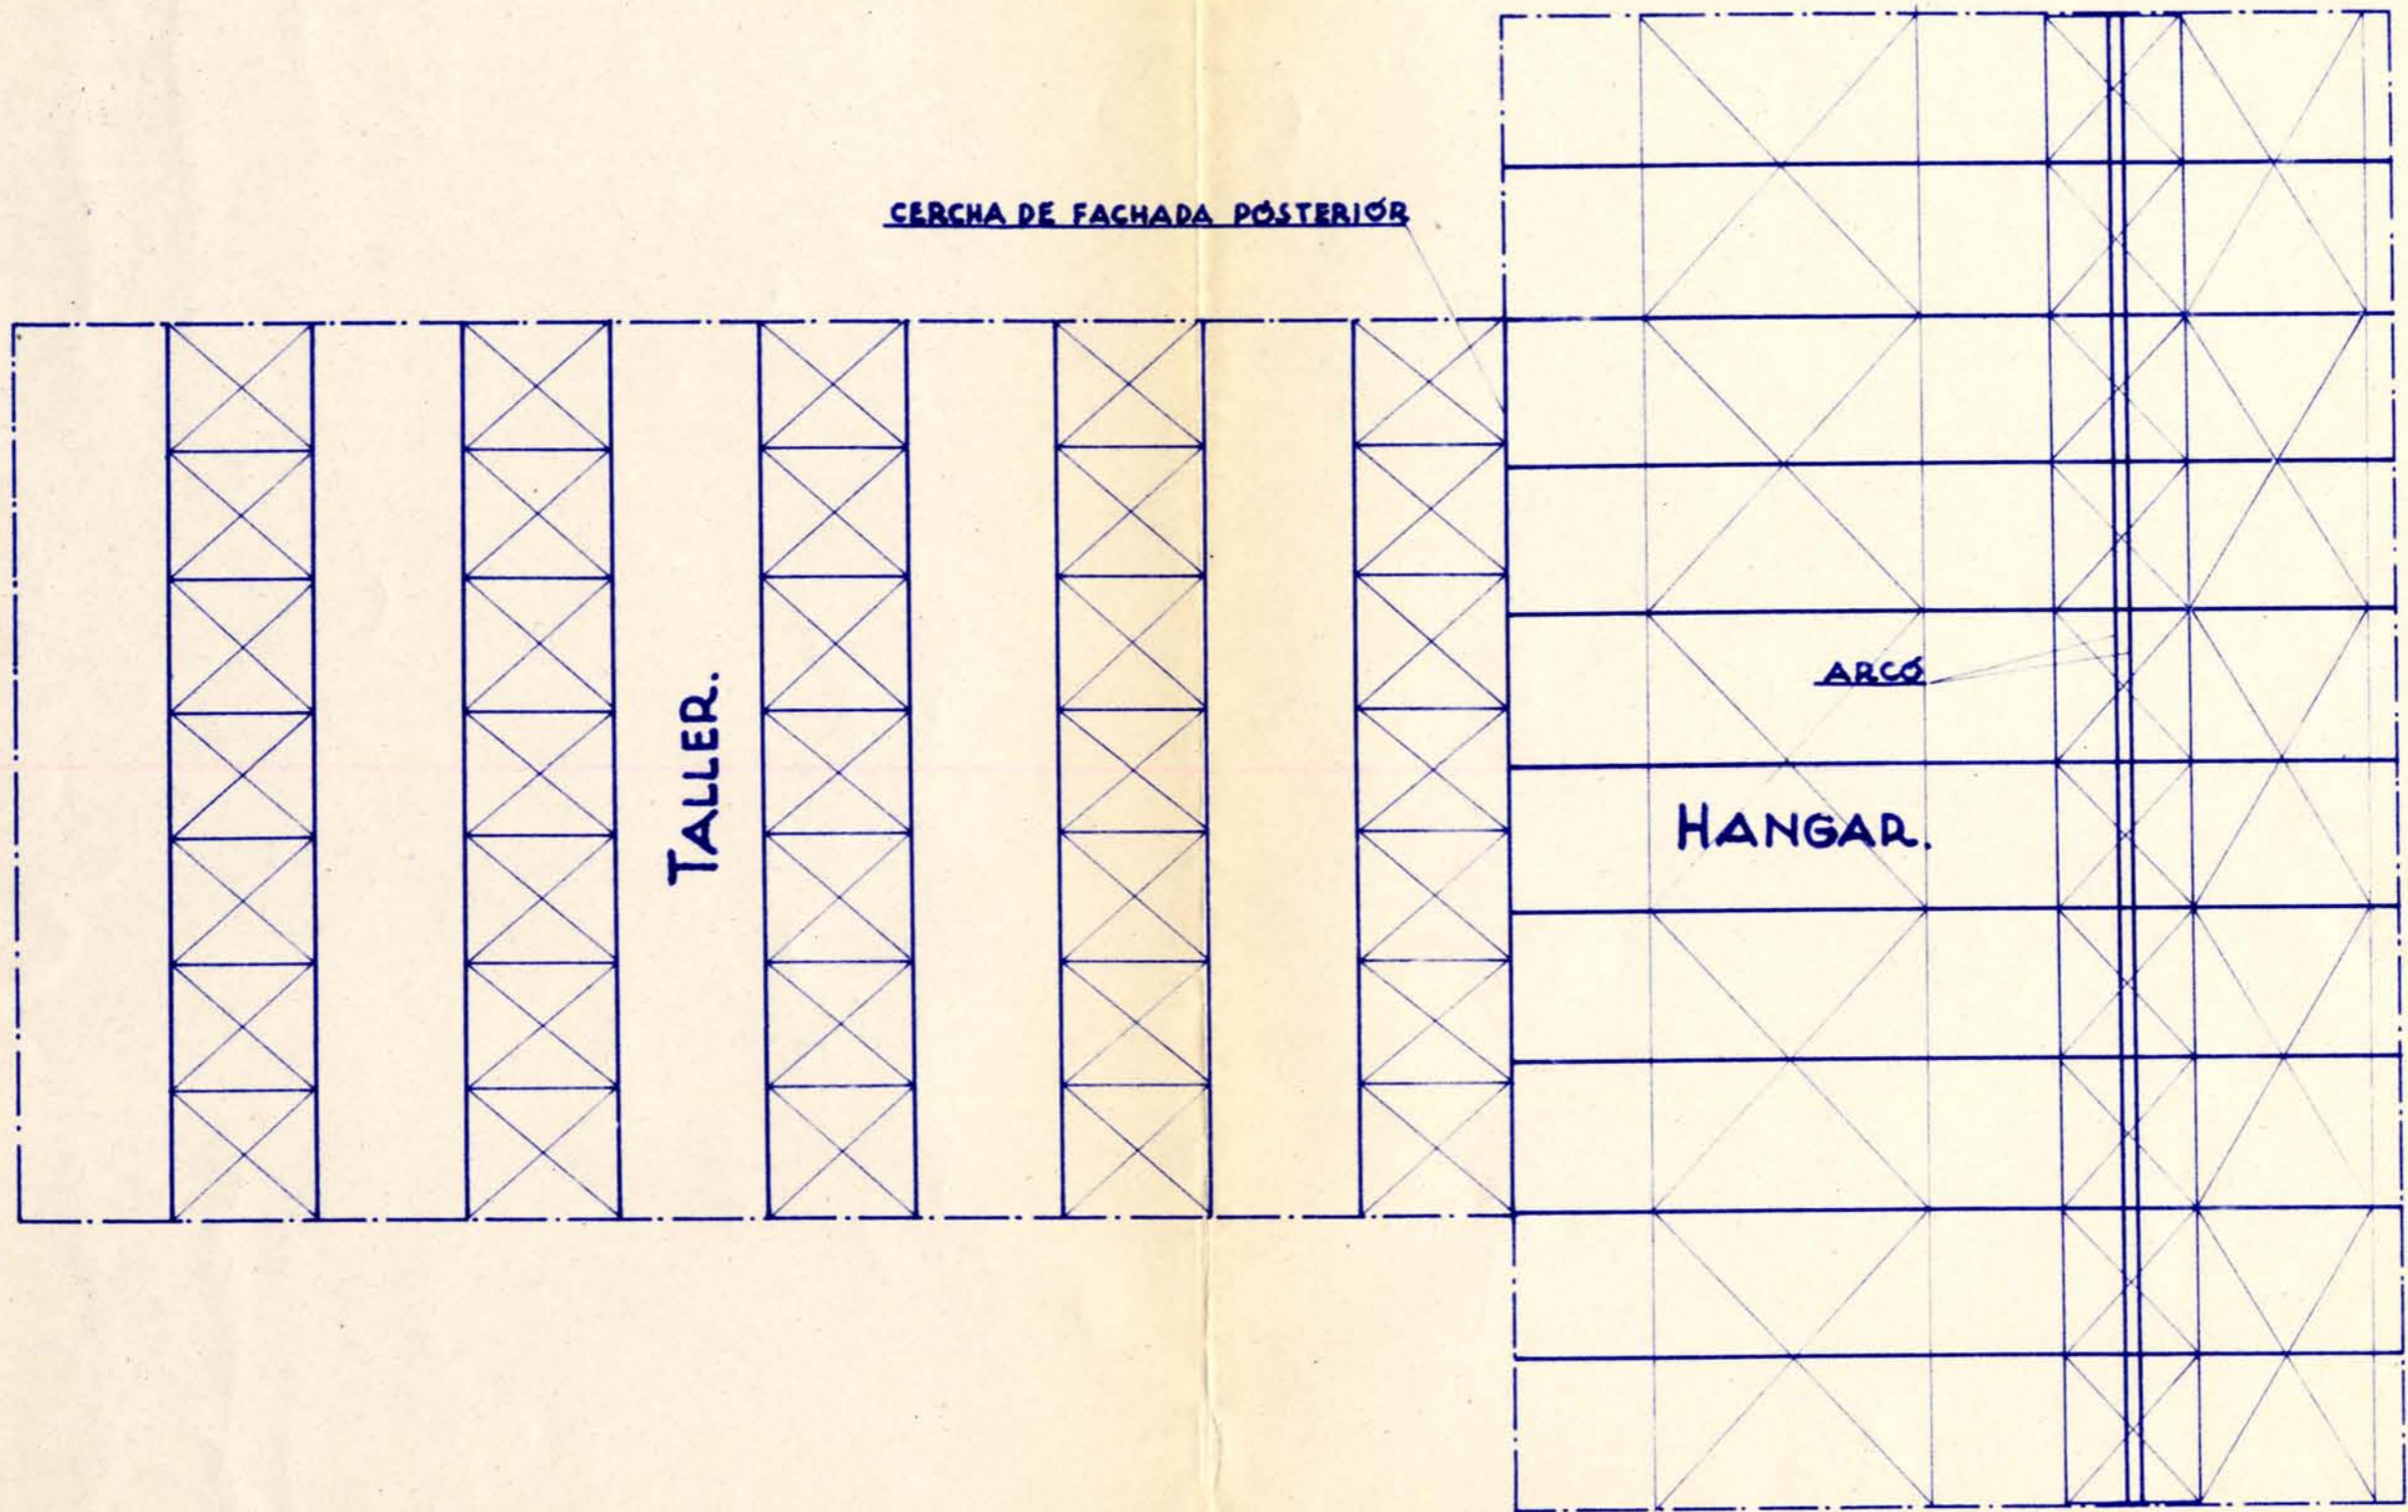 CERCHA DE FACHADA POSTERIOR
TALLER.
ARCO
HANGAR.